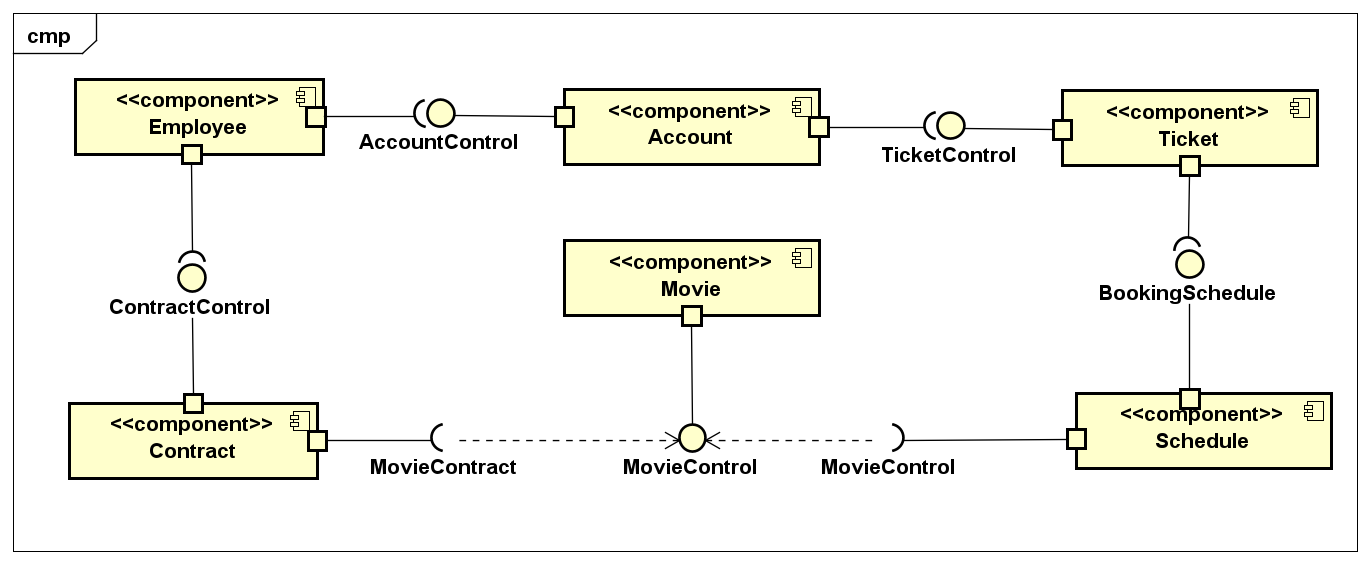 cmp
<<component>>
Employee
<<component>>
Account
<<component>>
Ticket
AccountControl
TicketControl
<<component>>
Movie
ContractControl
BookingSchedule
<<component>>
Contract
<<component>>
Schedule
MovieContract
MovieControl
MovieControl